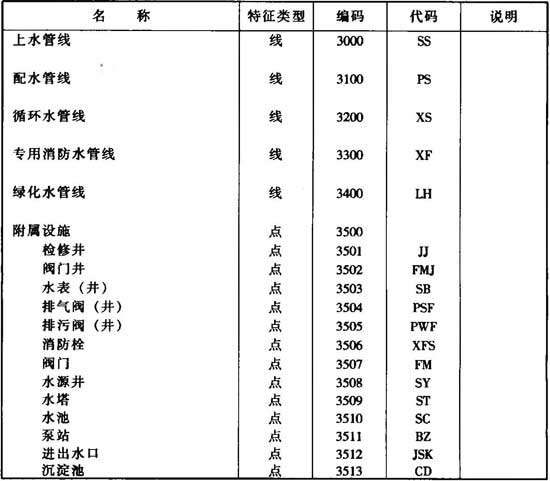 名 称 特征类型 编码 代码 说明
上水管线 线 3000 SS
配水管线 线 3100 PS
循环水管线 线 3200 XS
专用消防水管线 线 3300 XF
绿化水管线 线 3400 LH
附属设施 点 3500
检修井 点 3501 JJ
阀门井 点 3502 FMJ
水表（井） 点 3503 SB
排气阀（井） 点 3504 PSF
排污阀（井） 点 3505 PWF
消防栓 点 3506 XFS
阀门 点 3507 FM
水源井 点 3508 SY
水塔 点 3509 ST
水池 点 3510 SC
泵站 点 3511 BZ
进出水口 点 3512 JSK
沉淀池 点 3513 CD